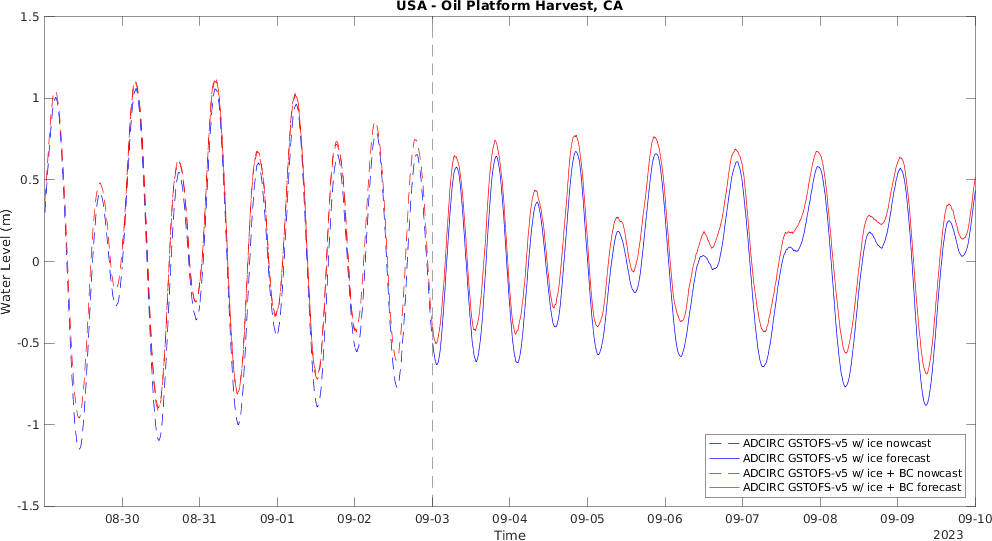 USA - Oil Platform Harvest, CA
1.5
1
0.5
0
-0.5
-1
-1.5
Water Level (m)
08-30 08-31 09-01 09-02 09-03 09-04 09-05 09-06 09-07 09-08 09-09 09-10
Time
2023
ADCIRC GSTOFS-v5 w/ ice nowcast
ADCIRC GSTOFS-v5 w/ ice forecast
ADCIRC GSTOFS-v5 w/ ice + BC nowcast
ADCIRC GSTOFS-v5 w/ ice + BC forecast